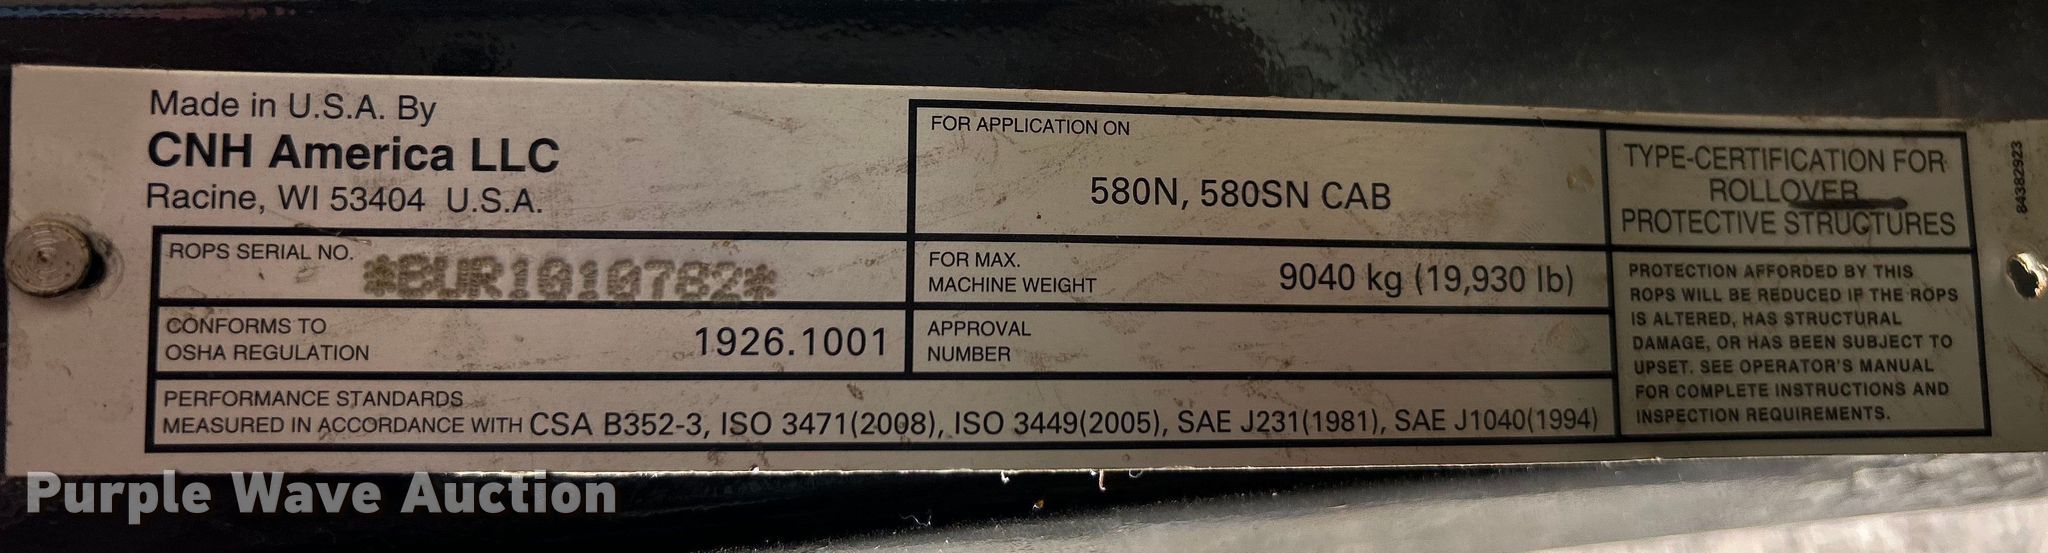 Made in U.S.A. By
CNH America LLC
Racine, WI 53404 U.S.A.
FOR APPLICATION ON
580N, 580SN CAB
TYPE-CERTIFICATION FOR
ROLLOVER
PROTECTIVE STRUCTURES
84382923
ROPS SERIAL NO.
*BUR1010782*
FOR MAX.
MACHINE WEIGHT
9040 kg (19,930 lb)
CONFORMS TO
OSHA REGULATION
1926.1001
APPROVAL
NUMBER
PROTECTION AFFORDED BY THIS
ROPS WILL BE REDUCED IF THE ROPS
IS ALTERED, HAS STRUCTURAL
DAMAGE, OR HAS BEEN SUBJECT TO
UPSET. SEE OPERATOR'S MANUAL
FOR COMPLETE INSTRUCTIONS AND
INSPECTION REQUIREMENTS.
PERFORMANCE STANDARDS
MEASURED IN ACCORDANCE WITH CSA B352-3, ISO 3471(2008), ISO 3449(2005), SAE J231(1981), SAE J1040(1994)
Purple Wave Auction